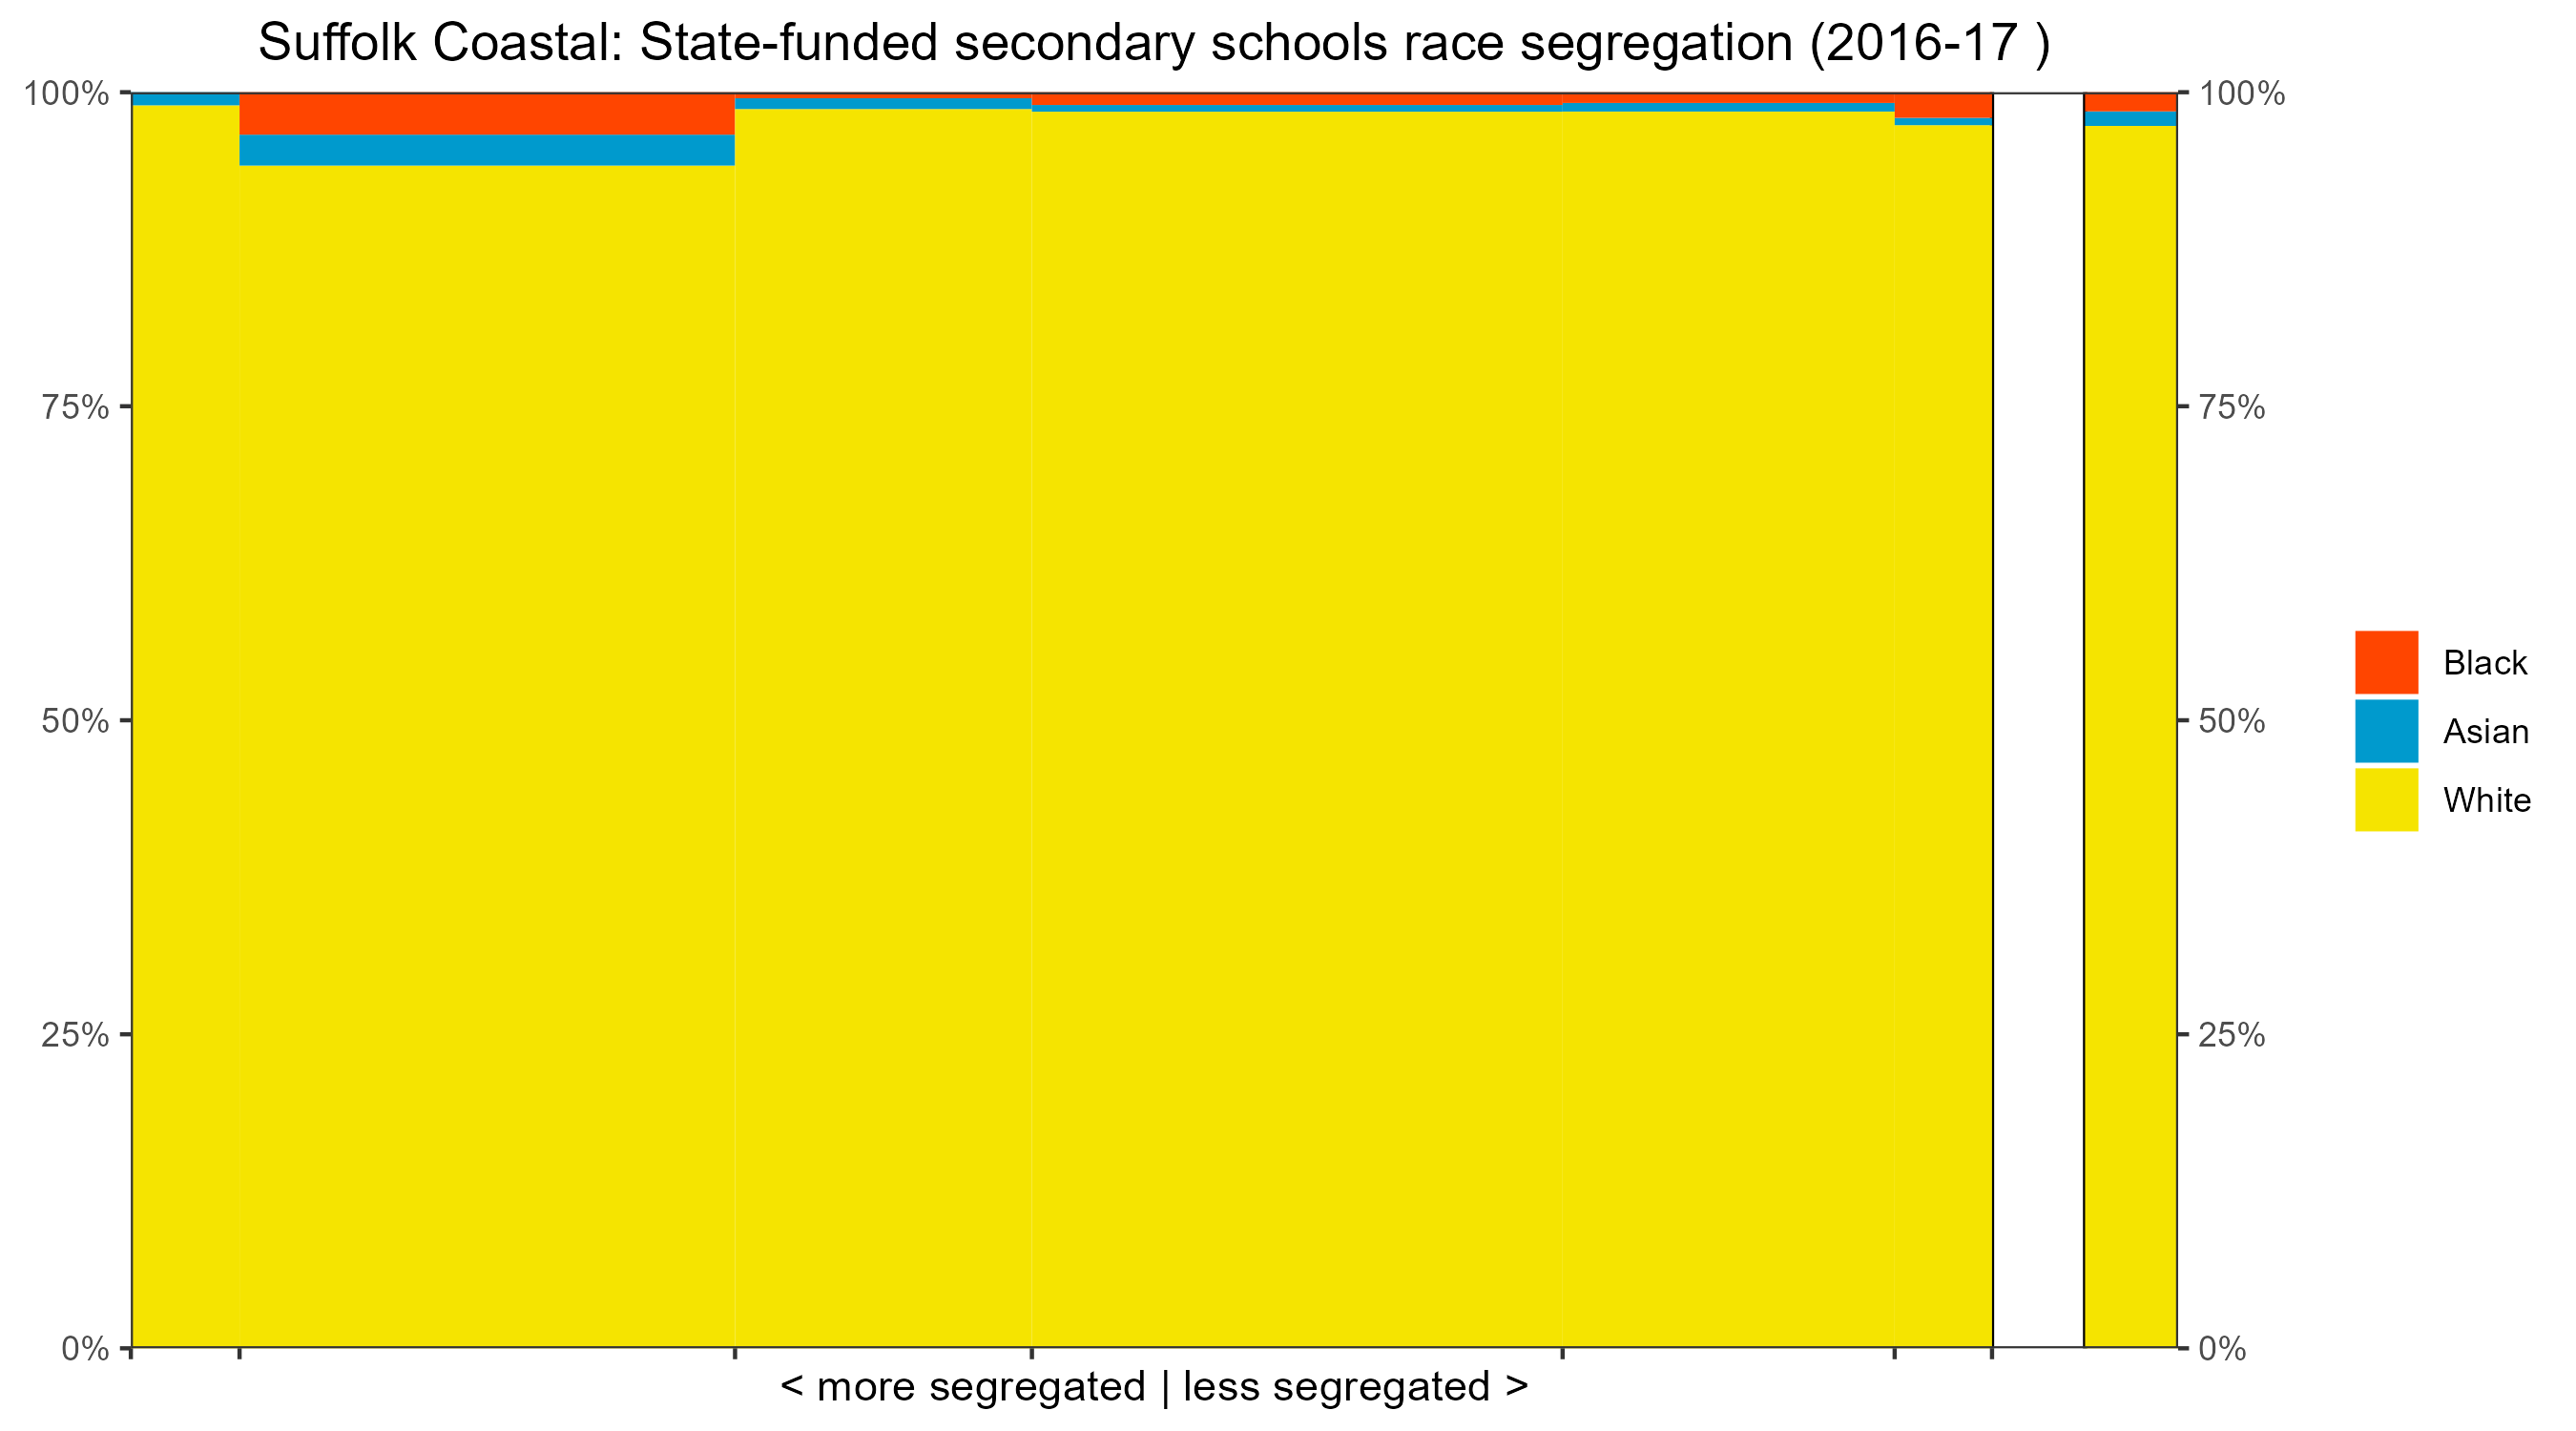 Suffolk Coastal: State-funded secondary schools race segregation (2016-17 )
100%
75%
50%
25%
0%
100%
75%
50%
25%
0%
Black
Asian
White
< more segregated | less segregated >